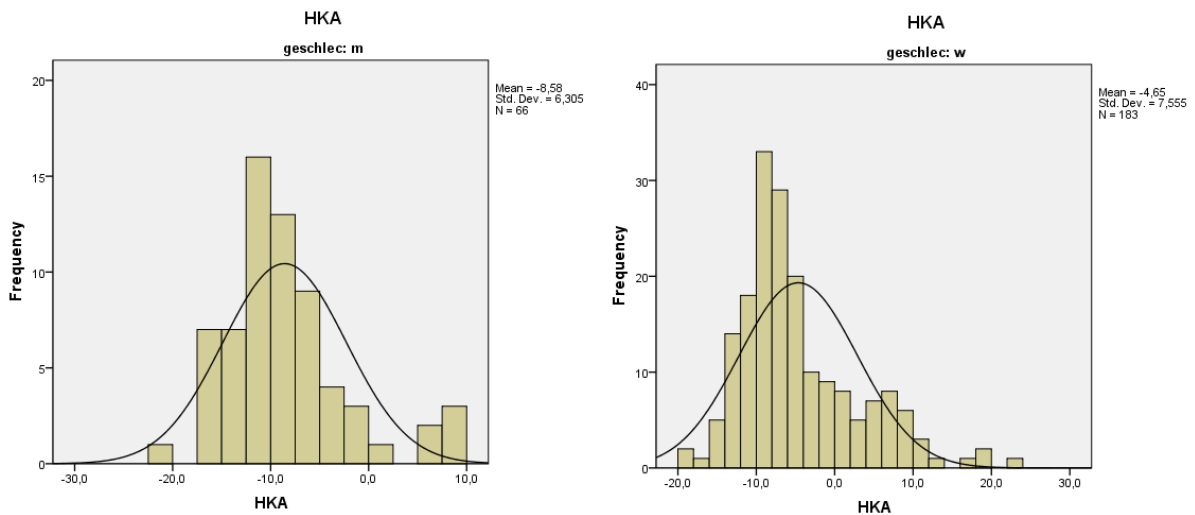 HKA
geschlec: m
20
15
10
5
0
Frequency
-30,0
-20,0
-10,0
0,0
10,0
HKA
Mean = -8,58
Std. Dev. = 6,305
N = 66
HKA
geschlec: w
40
30
20
10
0
Frequency
-20,0
-10,0
0,0
10,0
20,0
30,0
HKA
Mean = -4,65
Std. Dev. = 7,555
N = 183